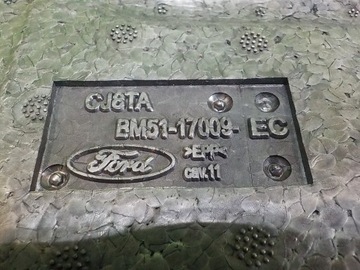 CJ8TA
BM51-17009- EC
Ford
>EPP<
cav.11